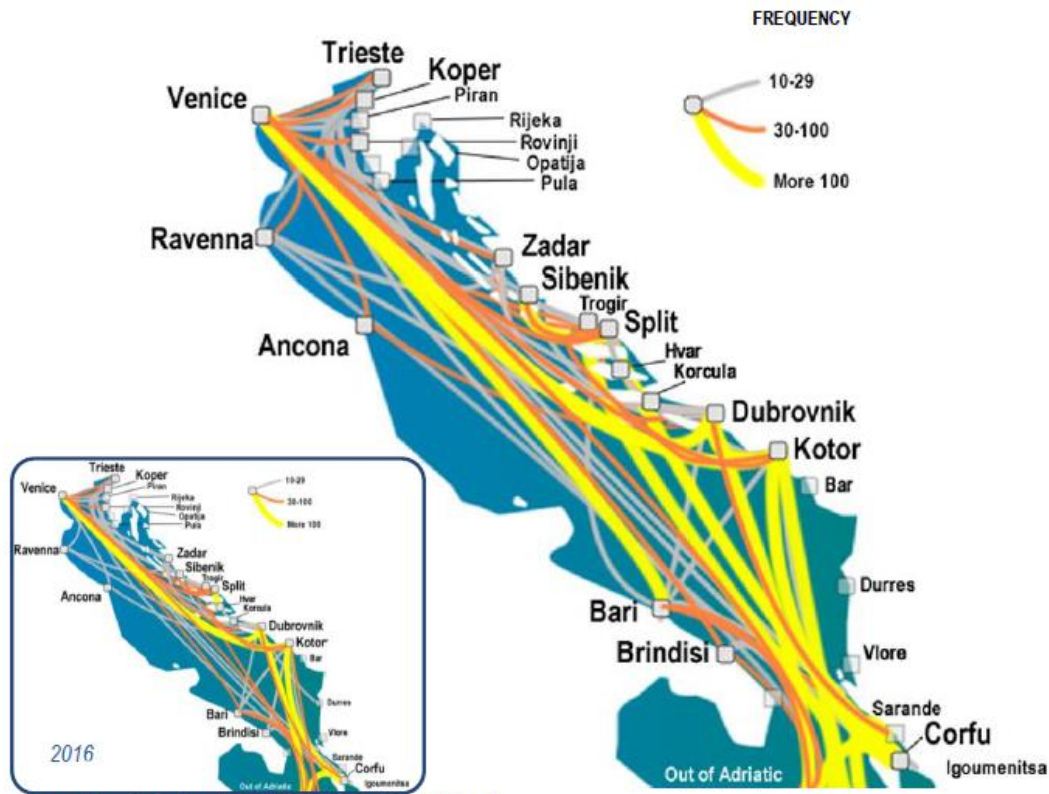 FREQUENCY
10-29
30-100
More 100
Trieste
Koper
Venice
Piran
Rijeka
Rovinji
Opatija
Pula
Ravenna
Zadar
Sibenik
Trogir
Split
Ancona
Hvar
Korcula
Dubrovnik
Kotor
Bar
Durres
Bari
Brindisi
Vlore
Sarande
Corfu
Igoumenitsa
Out of Adriatic
Trieste
Koper
Venice
Piran
Rijeka
Rovinji
Opatija
Pula
10-29
30-100
More 100
Ravenna
Zadar
Sibenik
Trogir
Split
Ancona
Hvar
Korcula
Dubrovnik
Kotor
Bar
Durres
Bari
Brindisi
Vlore
2016
Sarande
Corfu
Igoumenitsa
Out of Adriatic